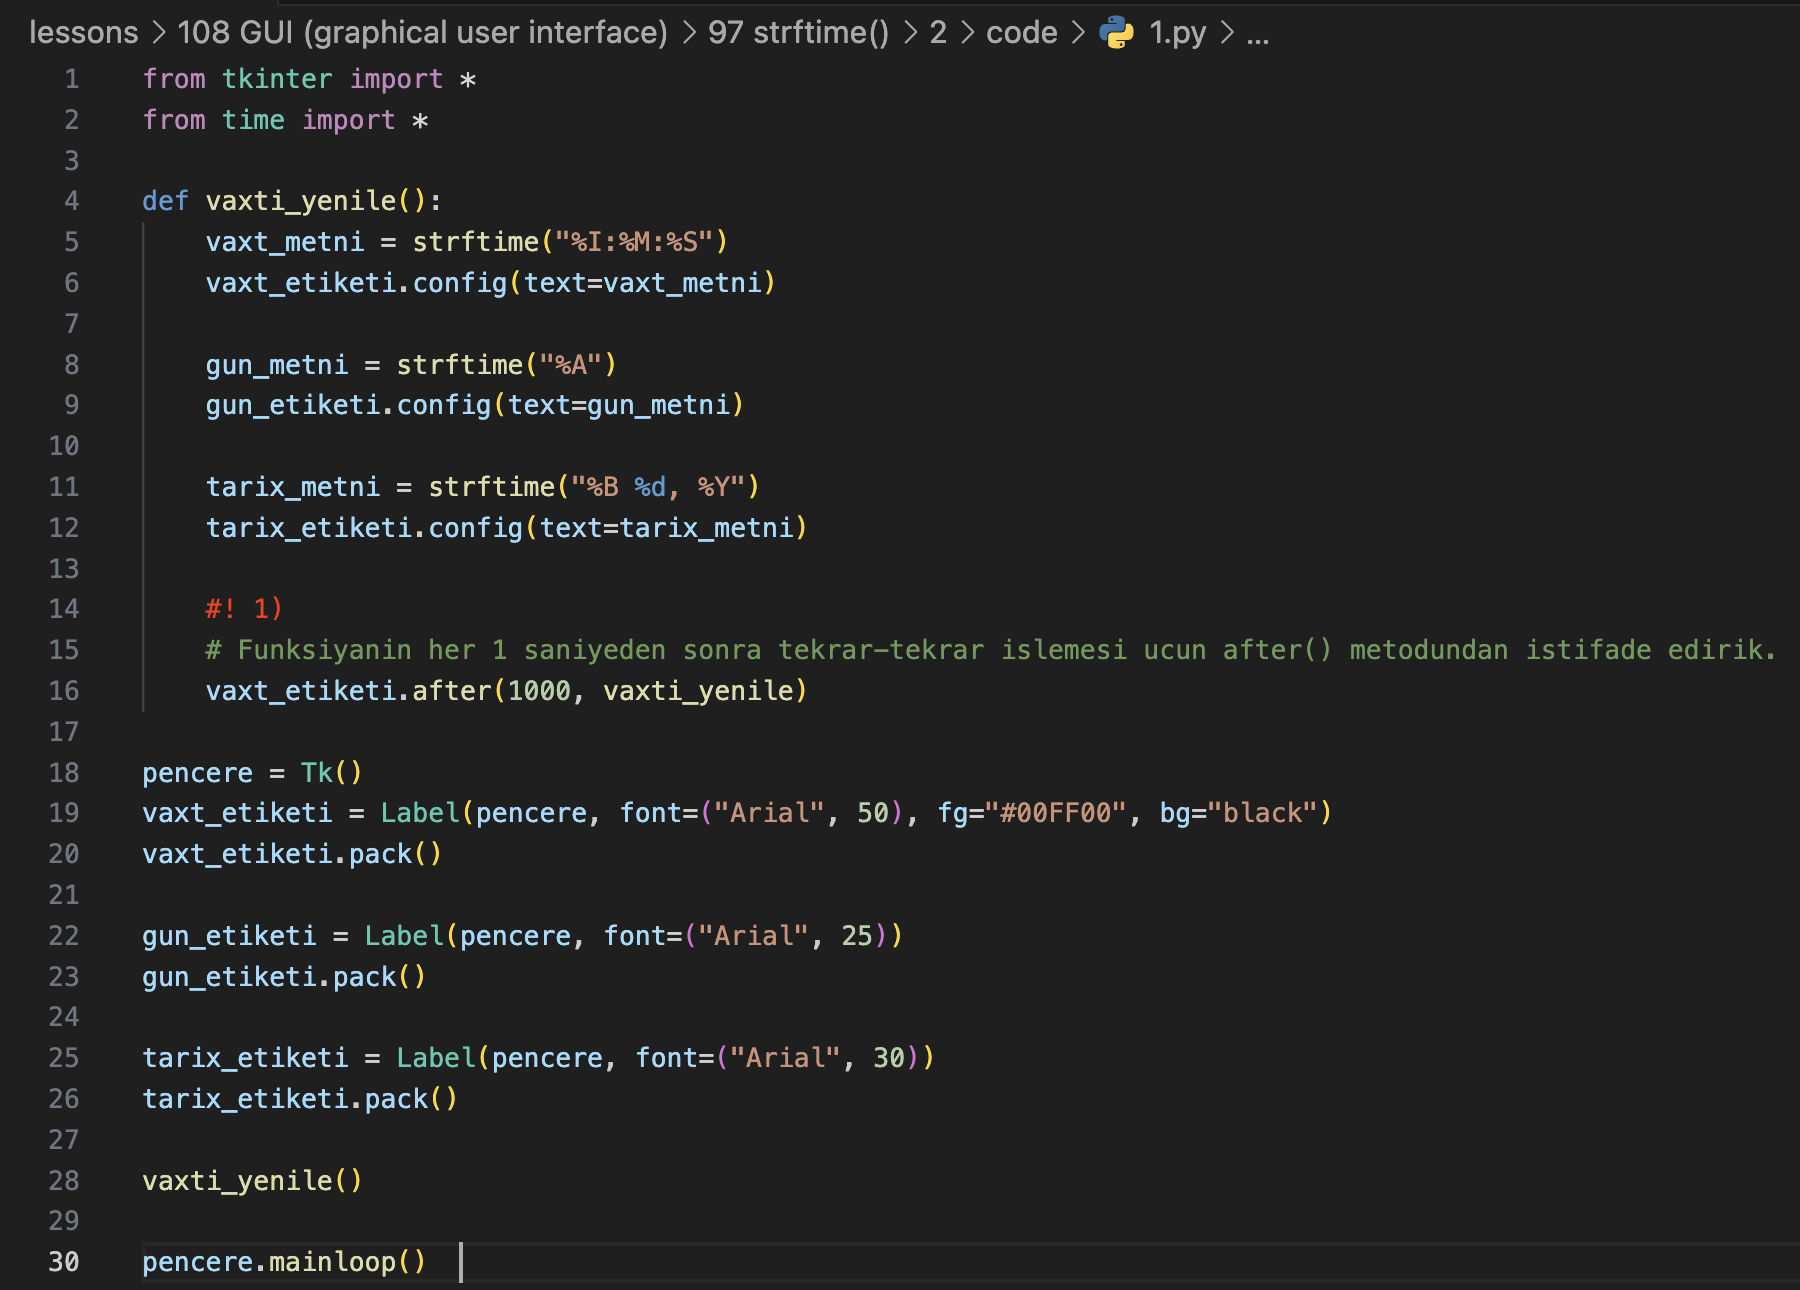 lessons > 108 GUI (graphical user interface) > 97 strftime() > 2 > code > 1.py > ...
1 from tkinter import *
2 from time import *
3
4 def vaxti_yenile():
5     vaxt_metni = strftime("%I:%M:%S")
6     vaxt_etiketi.config(text=vaxt_metni)
7
8     gun_metni = strftime("%A")
9     gun_etiketi.config(text=gun_metni)
10
11     tarix_metni = strftime("%B %d, %Y")
12     tarix_etiketi.config(text=tarix_metni)
13
14     #! 1)
15     # Funksiyanin her 1 saniyeden sonra tekrar-tekrar islemesi ucun after() metodundan istifade edirik.
16     vaxt_etiketi.after(1000, vaxti_yenile)
17
18 pencere = Tk()
19 vaxt_etiketi = Label(pencere, font=("Arial", 50), fg="#00FF00", bg="black")
20 vaxt_etiketi.pack()
21
22 gun_etiketi = Label(pencere, font=("Arial", 25))
23 gun_etiketi.pack()
24
25 tarix_etiketi = Label(pencere, font=("Arial", 30))
26 tarix_etiketi.pack()
27
28 vaxti_yenile()
29
30 pencere.mainloop()